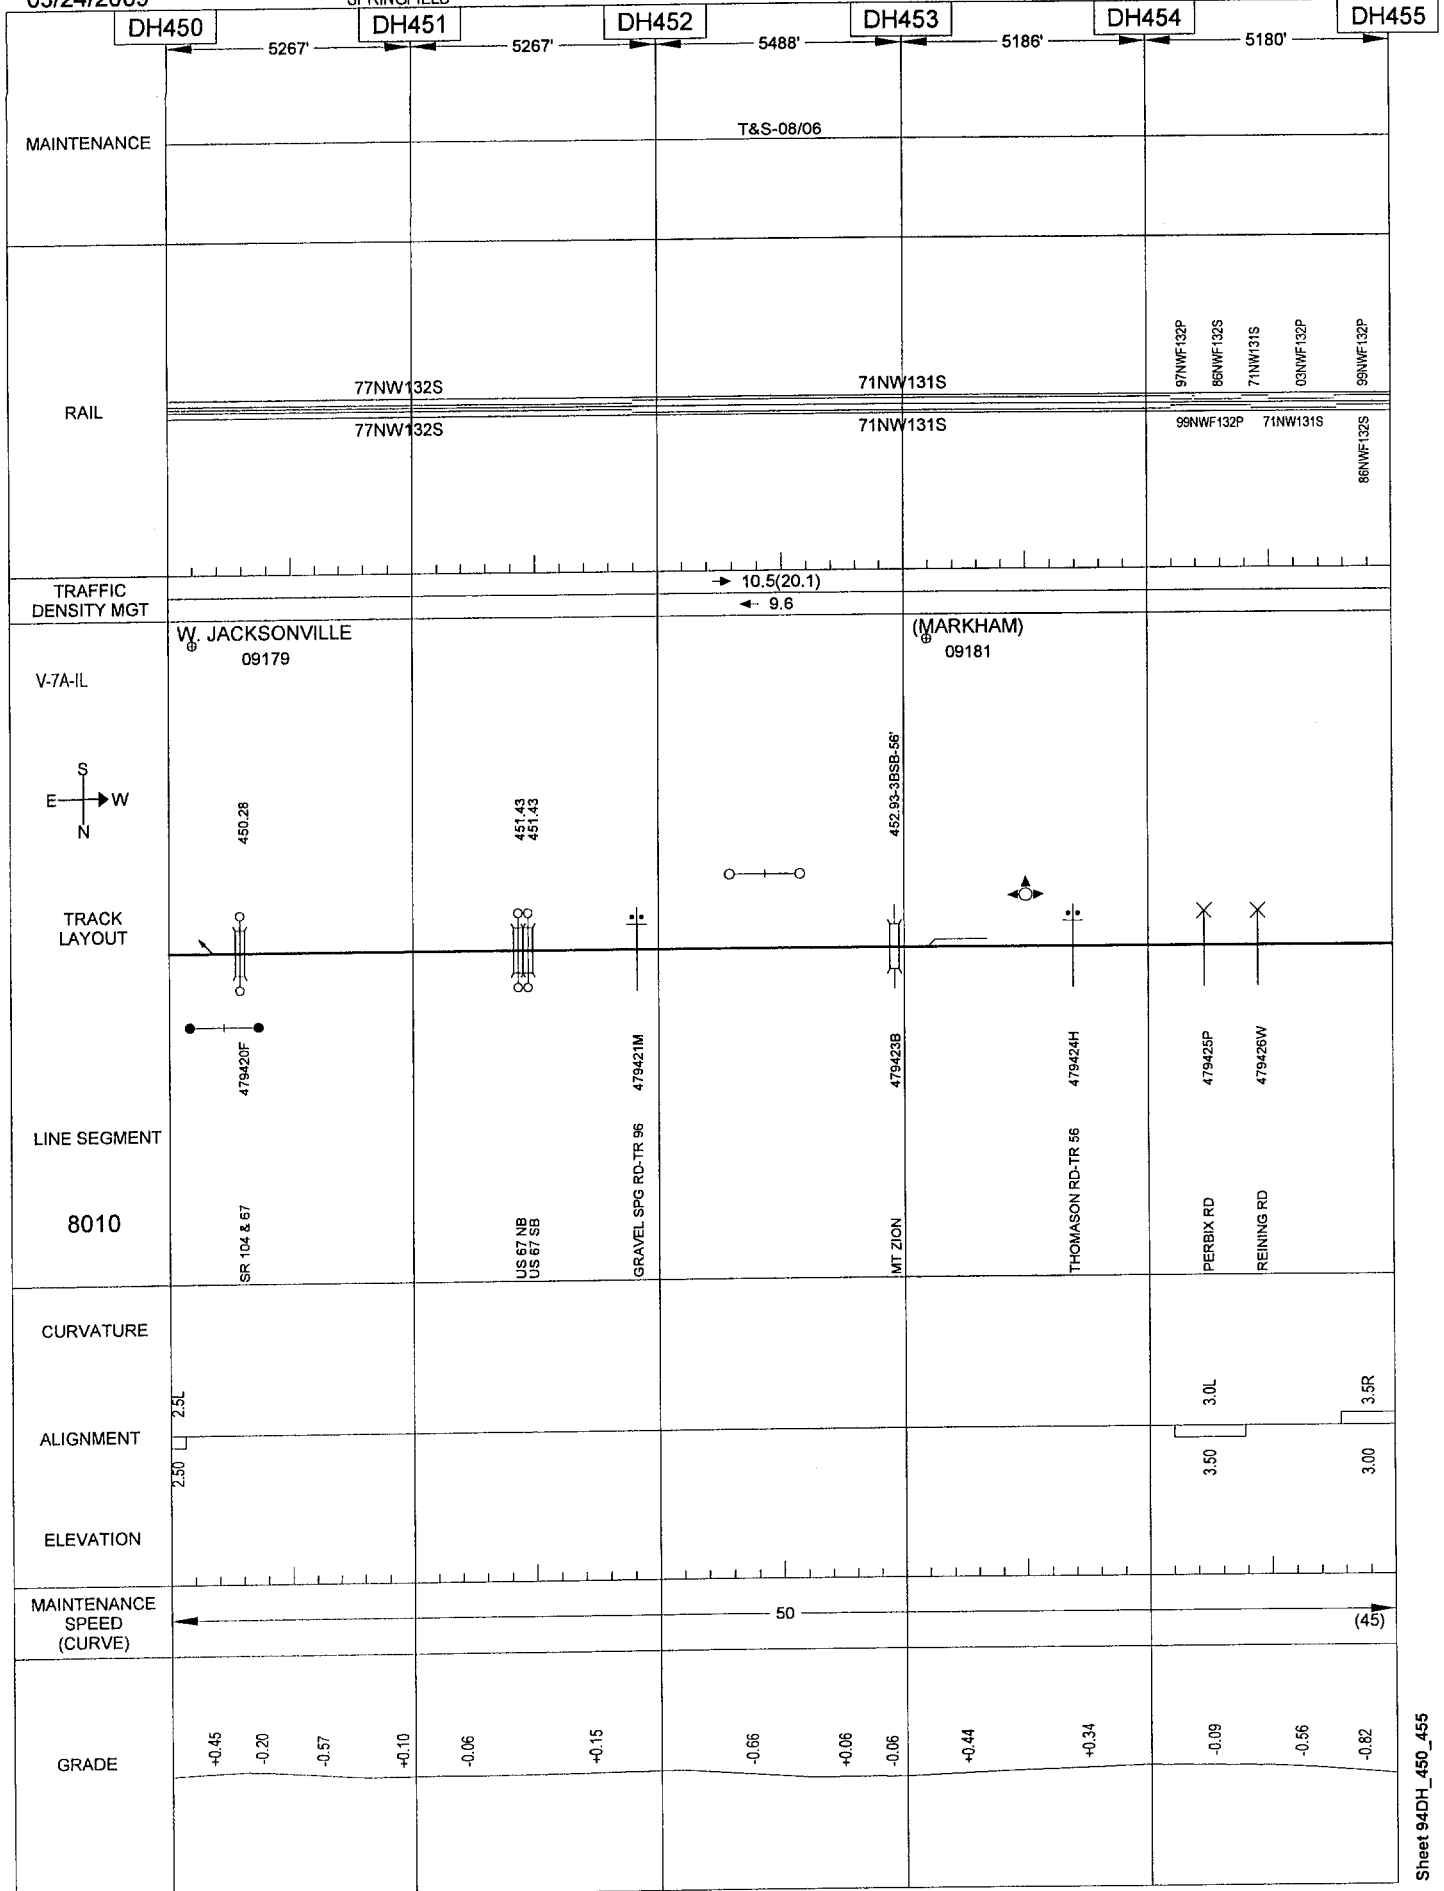 DH450
DH451
DH452
DH453
DH454
DH455
5267'
5267'
5488'
5186'
5180'
MAINTENANCE
T&S-08/06
RAIL
77NW132S
71NW131S
97NWF132P
86NWF132S
71NW131S
03NWF132P
99NWF132P
77NW132S
71NW131S
99NWF132P
71NW131S
86NWF132S
TRAFFIC
DENSITY MGT
10.5(20.1)
9.6
W. JACKSONVILLE
09179
(MARKHAM)
09181
V-7A-IL
S
E W
N
450.28
451.43
451.43
452.93-3BSB-56'
TRACK
LAYOUT
479420F
479421M
479423B
479424H
479425P
479426W
LINE SEGMENT
8010
SR 104 & 67
US 67 NB
US 67 SB
GRAVEL SPG RD-TR 96
MT ZION
THOMASON RD-TR 56
PERBIX RD
REINING RD
CURVATURE
2.5L
3.0L
3.5R
ALIGNMENT
2.50
3.50
3.00
ELEVATION
MAINTENANCE
SPEED
(CURVE)
50
(45)
GRADE
+0.45
-0.20
-0.57
+0.10
-0.06
+0.15
-0.66
+0.06
-0.06
+0.44
+0.34
-0.09
-0.56
-0.82
Sheet 94DH_450_455